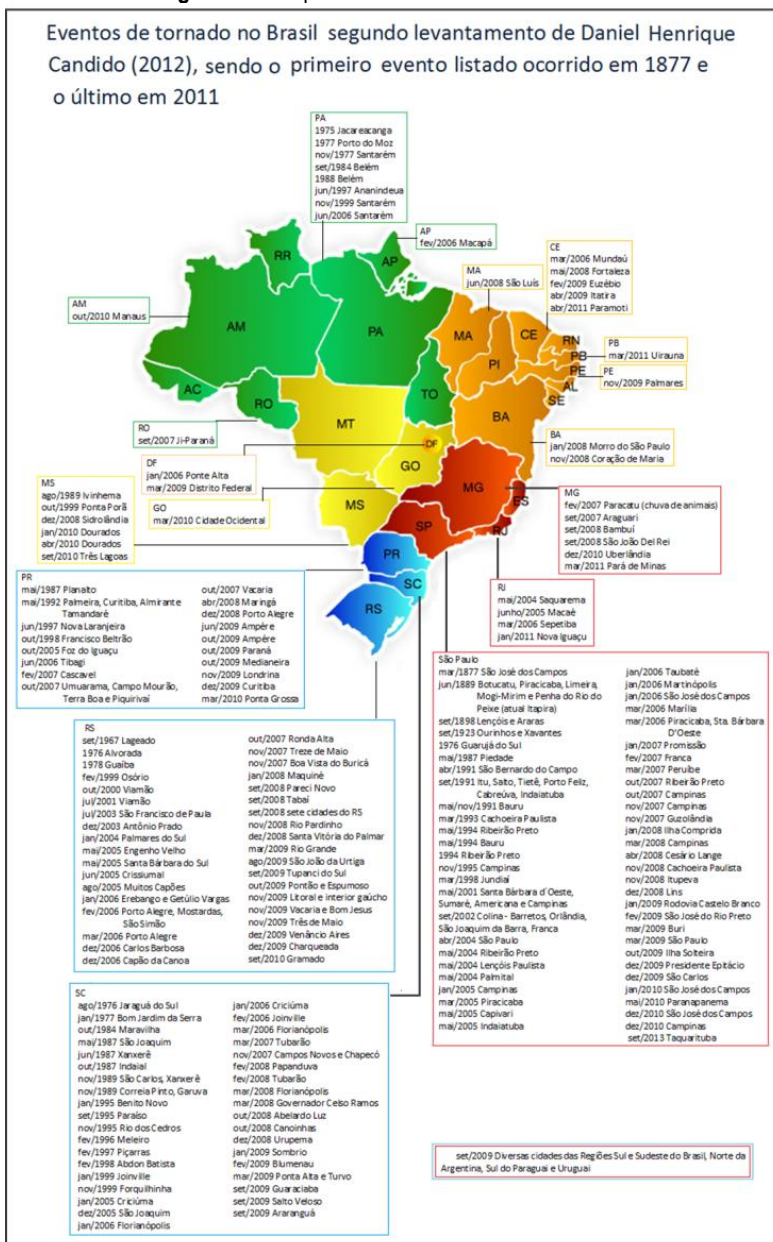 Eventos de tornado no Brasil segundo levantamento de Daniel Henrique
Candido (2012), sendo o primeiro evento listado ocorrido em 1877 e
o último em 2011
PA
1975 Jacareacanga
1977 Porto do Moz
nov/1977 Santarém
set/1984 Belém
1988 Belém
jun/1997 Ananindeua
nov/1999 Santarém
jun/2006 Santarém
AP
fev/2006 Macapá
CE
mar/2006 Mundaú
mai/2008 Fortaleza
fev/2009 Euzébio
abr/2009 Itatira
abr/2011 Paramoti
MA
jun/2008 São Luís
AM
out/2010 Manaus
PB
mar/2011 Uirauna
PE
nov/2009 Palmares
RR
AP
AM
PA
MA
CE
RN
PB
PE
AL
SE
PI
AC
RO
TO
MT
BA
DF
GO
MG
ES
MS
SP
RJ
PR
SC
RS
RO
set/2007 Ji-Paraná
DF
jan/2006 Ponte Alta
mar/2009 Distrito Federal
GO
mar/2010 Cidade Ocidental
BA
jan/2008 Morro do São Paulo
nov/2008 Coração de Maria
MS
ago/1989 Ivinhema
out/1999 Ponta Porã
dez/2008 Sidrolândia
jan/2010 Dourados
abr/2010 Dourados
set/2010 Três Lagoas
MG
fev/2007 Paracatu (chuva de animais)
set/2007 Araguari
set/2008 Bambuí
set/2008 São João Del Rei
dez/2010 Uberlândia
mar/2011 Pará de Minas
RJ
mai/2004 Saquarema
junho/2005 Macaé
mar/2006 Sepetiba
jan/2011 Nova Iguaçu
PR
mai/1987 Planalto
mai/1992 Palmeira, Curitiba, Almirante
Tamandaré
jun/1997 Nova Laranjeira
out/1998 Francisco Beltrão
out/2005 Foz do Iguaçu
jun/2006 Tibagi
fev/2007 Cascavel
out/2007 Umuarama, Campo Mourão,
Terra Boa e Piquirivaí
out/2007 Vacaria
abr/2008 Maringá
dez/2008 Porto Alegre
jun/2009 Ampére
out/2009 Ampére
out/2009 Paraná
out/2009 Medianeira
nov/2009 Londrina
dez/2009 Curitiba
mar/2010 Ponta Grossa
RS
set/1967 Lageado
1976 Alvorada
1978 Guaíba
fev/1999 Osório
out/2000 Viamão
jul/2001 Viamão
jul/2003 São Francisco de Paula
dez/2003 Antônio Prado
jan/2004 Palmares do Sul
mai/2005 Engenho Velho
mai/2005 Santa Bárbara do Sul
jun/2005 Crissiumal
ago/2005 Muitos Capões
jan/2006 Erebango e Getúlio Vargas
fev/2006 Porto Alegre, Mostardas,
São Simão
mar/2006 Porto Alegre
dez/2006 Carlos Barbosa
dez/2006 Capão da Canoa
out/2007 Ronda Alta
nov/2007 Treze de Maio
nov/2007 Boa Vista do Buricá
jan/2008 Maquiné
set/2008 Pareci Novo
set/2008 Tabaí
set/2008 sete cidades do RS
nov/2008 Rio Pardinho
dez/2008 Santa Vitória do Palmar
mar/2009 Rio Grande
ago/2009 São João da Urtiga
set/2009 Tupanci do Sul
out/2009 Pontão e Espumoso
nov/2009 Litoral e interior gaúcho
nov/2009 Vacaria e Bom Jesus
nov/2009 Três de Maio
nov/2009 Venâncio Aires
dez/2009 Charqueada
set/2010 Gramado
São Paulo
mar/1877 São José dos Campos
jun/1889 Botucatu, Piracicaba, Limeira,
Mogi-Mirim e Penha do Rio do
Peixe (atual Itapira)
set/1898 Lençóis e Araras
set/1923 Ourinhos e Xavantes
1976 Guarujá do Sul
mai/1987 Piedade
abr/1991 São Bernardo do Campo
set/1991 Itu, Salto, Tietê, Porto Feliz,
Cabreúva, Indaiatuba
mai/nov/1991 Bauru
mar/1993 Cachoeira Paulista
mai/1994 Ribeirão Preto
mai/1994 Bauru
1994 Ribeirão Preto
nov/1995 Campinas
mar/1998 Jundiaí
mai/2001 Santa Bárbara d´Oeste,
Sumaré, Americana e Campinas
set/2002 Colina - Barretos, Orlândia,
São Joaquim da Barra, Franca
abr/2004 São Paulo
mai/2004 Ribeirão Preto
mai/2004 Lençóis Paulista
mai/2004 Palmital
jan/2005 Campinas
mar/2005 Piracicaba
mai/2005 Capivari
mai/2005 Indaiatuba
jan/2006 Taubaté
jan/2006 Martinópolis
jan/2006 São José dos Campos
mar/2006 Marília
mar/2006 Piracicaba, Sta. Bárbara
D'Oeste
jan/2007 Promissão
fev/2007 Franca
mar/2007 Peruíbe
out/2007 Ribeirão Preto
out/2007 Campinas
nov/2007 Campinas
nov/2007 Guzolândia
jan/2008 Ilha Comprida
mar/2008 Campinas
abr/2008 Cesário Lange
nov/2008 Cachoeira Paulista
nov/2008 Itupeva
dez/2008 Lins
jan/2009 Rodovia Castelo Branco
fev/2009 São José do Rio Preto
mar/2009 Buri
mar/2009 São Paulo
out/2009 Ilha Solteira
dez/2009 Presidente Epitácio
dez/2009 São Carlos
jan/2010 São José dos Campos
mai/2010 Paranapanema
dez/2010 São José dos Campos
dez/2010 Campinas
set/2013 Taquarituba
SC
ago/1976 Jaraguá do Sul
jan/1977 Bom Jardim da Serra
out/1984 Maravilha
mai/1987 São Joaquim
jun/1987 Xanxerê
out/1987 Indaial
nov/1989 São Carlos, Xanxerê
nov/1989 Correia Pinto, Garuva
jan/1995 Benito Novo
set/1995 Paraíso
nov/1995 Rio dos Cedros
fev/1996 Meleiro
fev/1997 Piçarras
fev/1998 Abdon Batista
jan/1999 Joinville
nov/1999 Forquilhinha
jan/2005 Criciúma
dez/2005 São Joaquim
jan/2006 Florianópolis
jan/2006 Criciúma
fev/2006 Joinville
mar/2006 Florianópolis
mar/2007 Tubarão
nov/2007 Campos Novos e Chapecó
fev/2008 Papanduva
fev/2008 Tubarão
mar/2008 Florianópolis
mar/2008 Governador Celso Ramos
out/2008 Abelardo Luz
out/2008 Canoinhas
dez/2008 Urupema
jan/2009 Sombrio
fev/2009 Blumenau
mar/2009 Ponta Alta e Turvo
set/2009 Guaraciaba
set/2009 Salto Veloso
set/2009 Araranguá
set/2009 Diversas cidades das Regiões Sul e Sudeste do Brasil, Norte da
Argentina, Sul do Paraguai e Uruguai